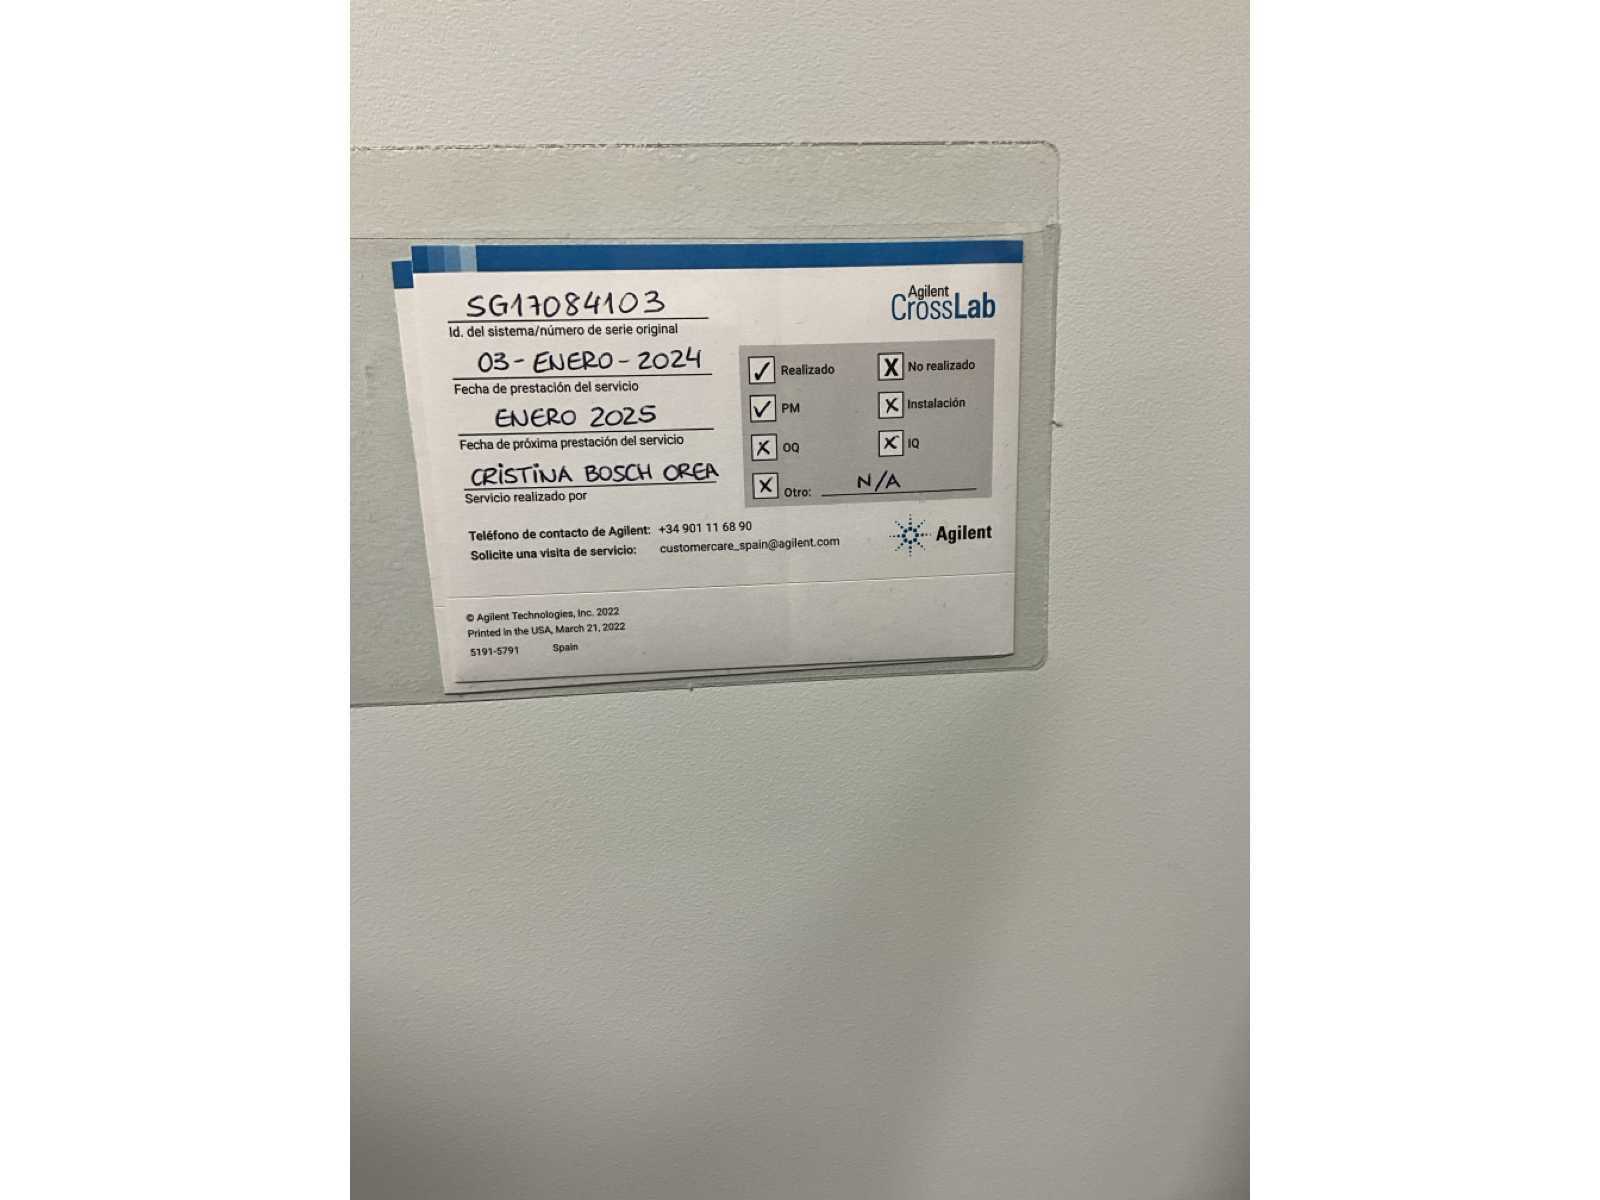 SG17084103
Id. del sistema/número de serie original
03-ENERO-2024
Fecha de prestación del servicio
ENERO 2025
Fecha de próxima prestación del servicio
CRISTINA BOSCH OREA
Servicio realizado por
Agilent
CrossLab
✓ Realizado
X No realizado
✓ PM
X Instalación
X OQ
X IQ
X Otro: N/A
Teléfono de contacto de Agilent: +34 901 11 68 90
Solicite una visita de servicio: customercare_spain@agilent.com
Agilent
© Agilent Technologies, Inc. 2022
Printed in the USA, March 21, 2022
5191-5791 Spain